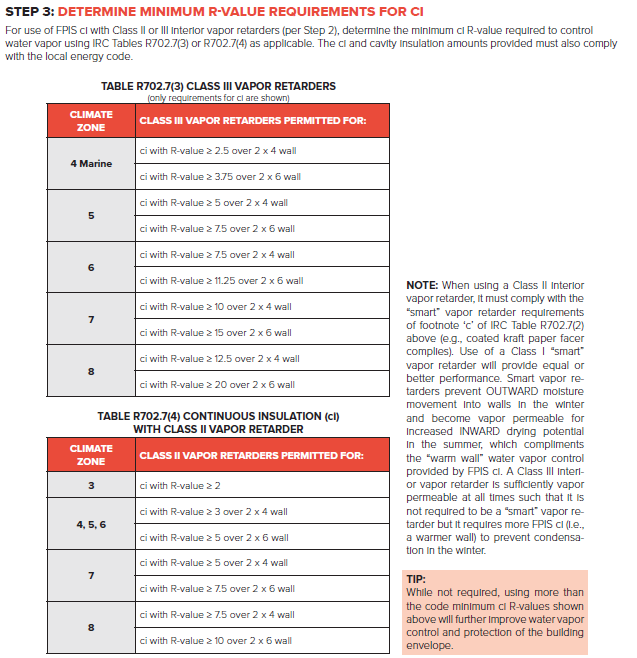 STEP 3: DETERMINE MINIMUM R-VALUE REQUIREMENTS FOR CI
For use of FPIS ci with Class II or III interior vapor retarders (per Step 2), determine the minimum ci R-value required to control
water vapor using IRC Tables R702.7(3) or R702.7(4) as applicable. The ci and cavity insulation amounts provided must also comply
with the local energy code.
TABLE R702.7(3) CLASS III VAPOR RETARDERS
(only requirements for ci are shown)
CLIMATE
ZONE
CLASS III VAPOR RETARDERS PERMITTED FOR:
4 Marine
ci with R-value ≥ 2.5 over 2 x 4 wall
ci with R-value ≥ 3.75 over 2 x 6 wall
5
ci with R-value ≥ 5 over 2 x 4 wall
ci with R-value ≥ 7.5 over 2 x 6 wall
6
ci with R-value ≥ 7.5 over 2 x 4 wall
ci with R-value ≥ 11.25 over 2 x 6 wall
7
ci with R-value ≥ 10 over 2 x 4 wall
ci with R-value ≥ 15 over 2 x 6 wall
8
ci with R-value ≥ 12.5 over 2 x 4 wall
ci with R-value ≥ 20 over 2 x 6 wall
TABLE R702.7(4) CONTINUOUS INSULATION (ci)
WITH CLASS II VAPOR RETARDER
CLIMATE
ZONE
CLASS II VAPOR RETARDERS PERMITTED FOR:
3
ci with R-value ≥ 2
4, 5, 6
ci with R-value ≥ 3 over 2 x 4 wall
ci with R-value ≥ 5 over 2 x 6 wall
7
ci with R-value ≥ 5 over 2 x 4 wall
ci with R-value ≥ 7.5 over 2 x 6 wall
8
ci with R-value ≥ 7.5 over 2 x 4 wall
ci with R-value ≥ 10 over 2 x 6 wall
NOTE: When using a Class II interior
vapor retarder, it must comply with the
“smart” vapor retarder requirements
of footnote ‘c’ of IRC Table R702.7(2)
above (e.g., coated kraft paper facer
complies). Use of a Class I “smart”
vapor retarder will provide equal or
better performance. Smart vapor re-
tarders prevent OUTWARD moisture
movement into walls in the winter
and become vapor permeable for
increased INWARD drying potential
in the summer, which compliments
the “warm wall” water vapor control
provided by FPIS ci. A Class III interi-
or vapor retarder is sufficiently vapor
permeable at all times such that it is
not required to be a “smart” vapor re-
tarder but it requires more FPIS ci (i.e.,
a warmer wall) to prevent condensa-
tion in the winter.
TIP:
While not required, using more than
the code minimum ci R-values shown
above will further improve water vapor
control and protection of the building
envelope.